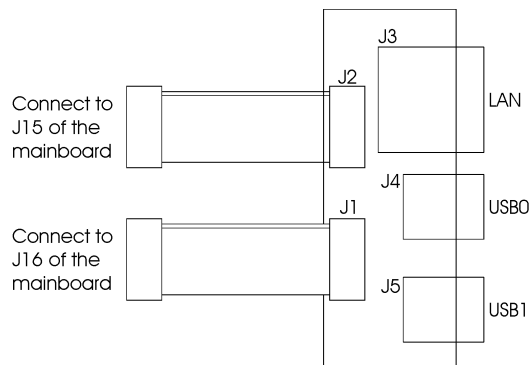 J3
J2
LAN
Connect to
J15 of the
mainboard
J4
USB0
J1
Connect to
J16 of the
mainboard
J5
USB1